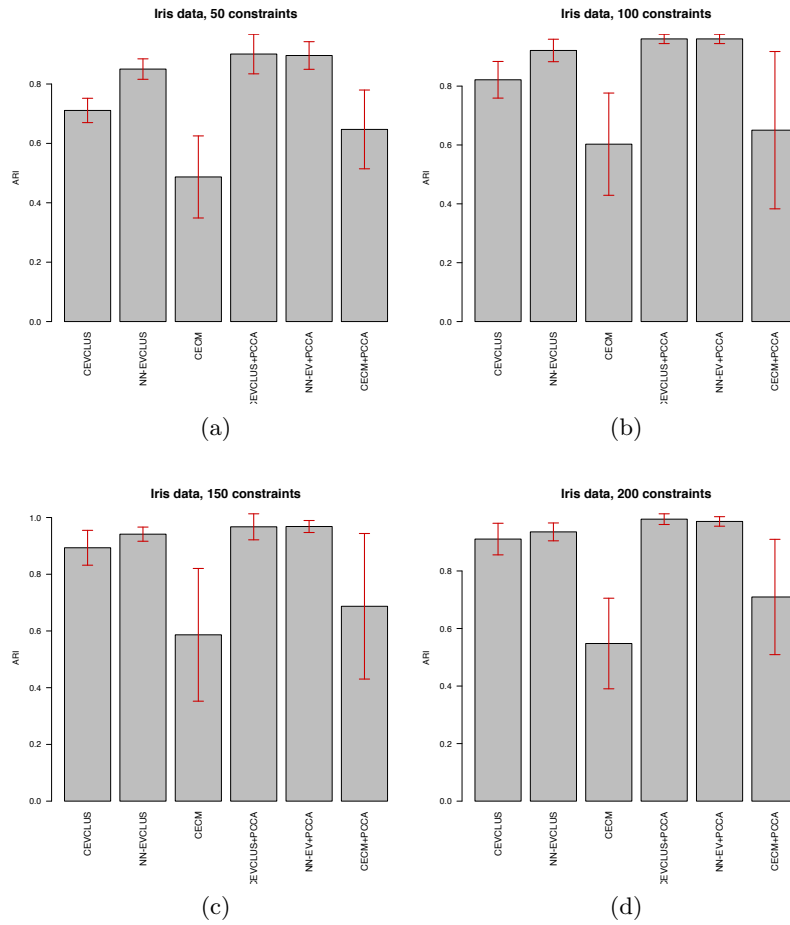 Iris data, 50 constraints
ARI
0.8
0.6
0.4
0.2
0.0
CEVCLUS
NN-EVCLUS
CECM
CEVCLUS+PCCA
NN-EV+PCCA
CECM+PCCA
(a)
Iris data, 100 constraints
ARI
0.8
0.6
0.4
0.2
0.0
CEVCLUS
NN-EVCLUS
CECM
CEVCLUS+PCCA
NN-EV+PCCA
CECM+PCCA
(b)
Iris data, 150 constraints
ARI
1.0
0.8
0.6
0.4
0.2
0.0
CEVCLUS
NN-EVCLUS
CECM
CEVCLUS+PCCA
NN-EV+PCCA
CECM+PCCA
(c)
Iris data, 200 constraints
ARI
0.8
0.6
0.4
0.2
0.0
CEVCLUS
NN-EVCLUS
CECM
CEVCLUS+PCCA
NN-EV+PCCA
CECM+PCCA
(d)